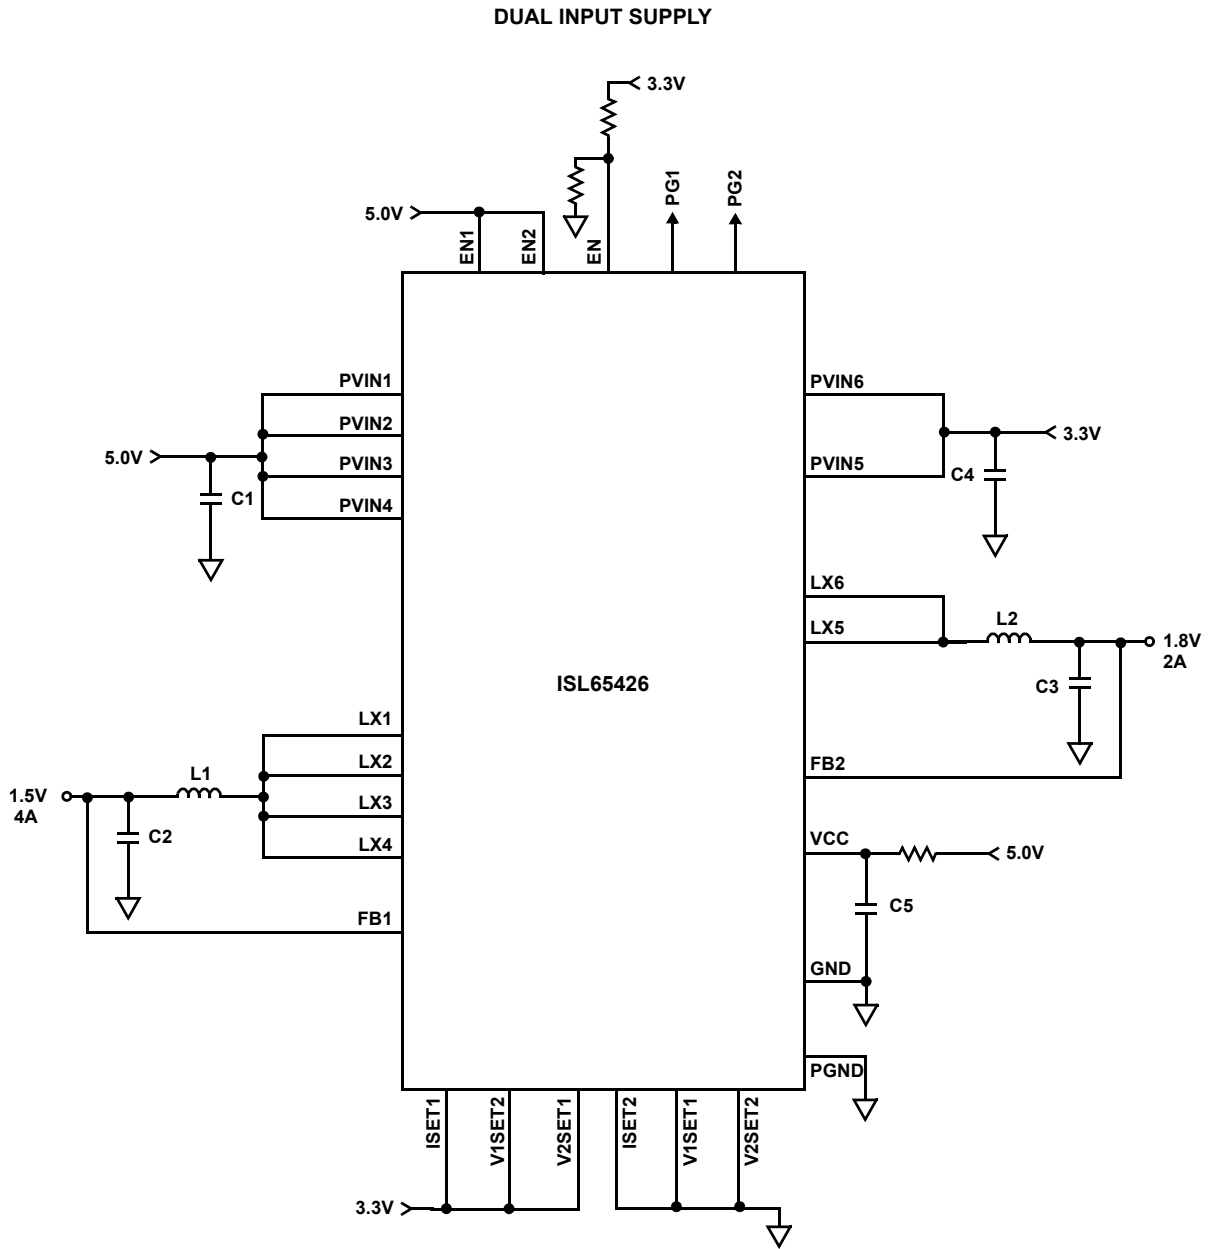 DUAL INPUT SUPPLY
3.3V
PG1
PG2
5.0V
EN1
EN2
EN
PVIN1
PVIN2
PVIN3
PVIN4
5.0V
C1
PVIN6
PVIN5
3.3V
C4
LX6
LX5
L2
1.8V
2A
C3
ISL65426
LX1
LX2
LX3
LX4
L1
1.5V
4A
C2
FB1
FB2
VCC
5.0V
C5
GND
PGND
ISET1
V1SET2
V2SET1
ISET2
V1SET1
V2SET2
3.3V